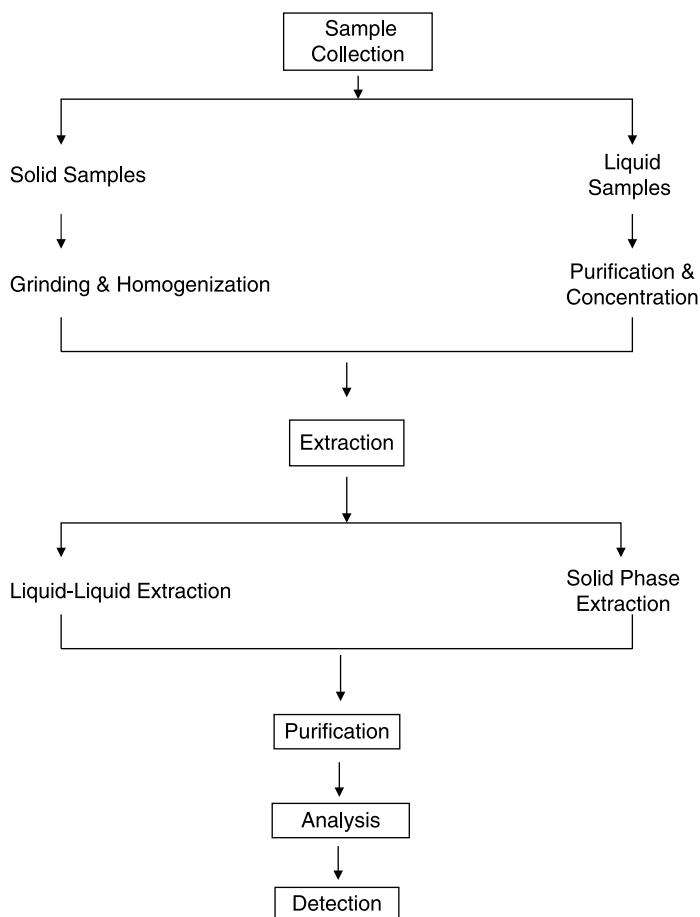 Sample
Collection
Solid Samples
Liquid
Samples
Grinding & Homogenization
Purification &
Concentration
Extraction
Liquid-Liquid Extraction
Solid Phase
Extraction
Purification
Analysis
Detection